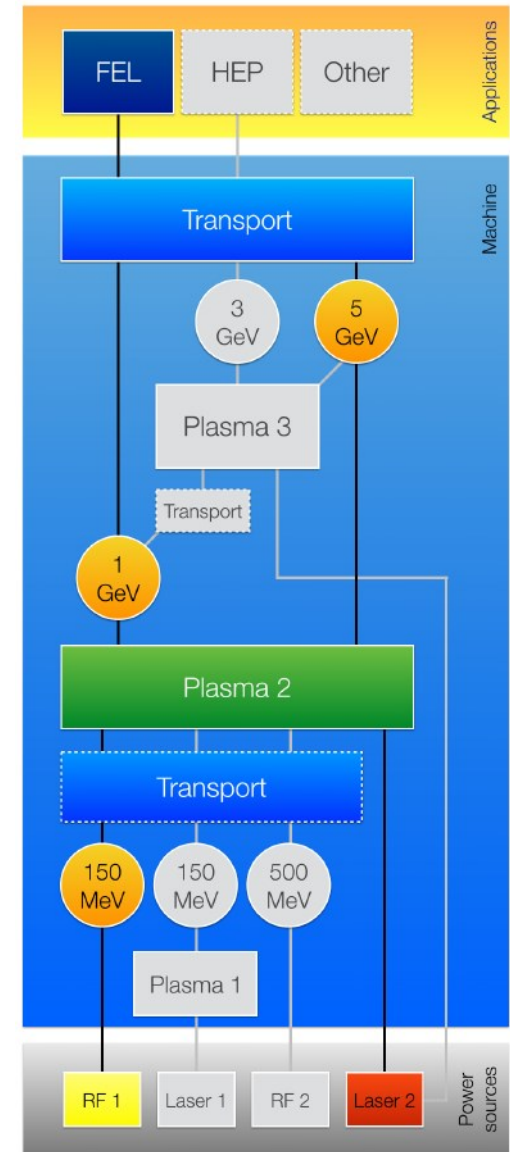 FEL
HEP
Other
Applications
Transport
Machine
3
GeV
5
GeV
Plasma 3
Transport
1
GeV
Plasma 2
Transport
150
MeV
150
MeV
500
MeV
Plasma 1
RF 1
Laser 1
RF 2
Laser 2
Power
sources